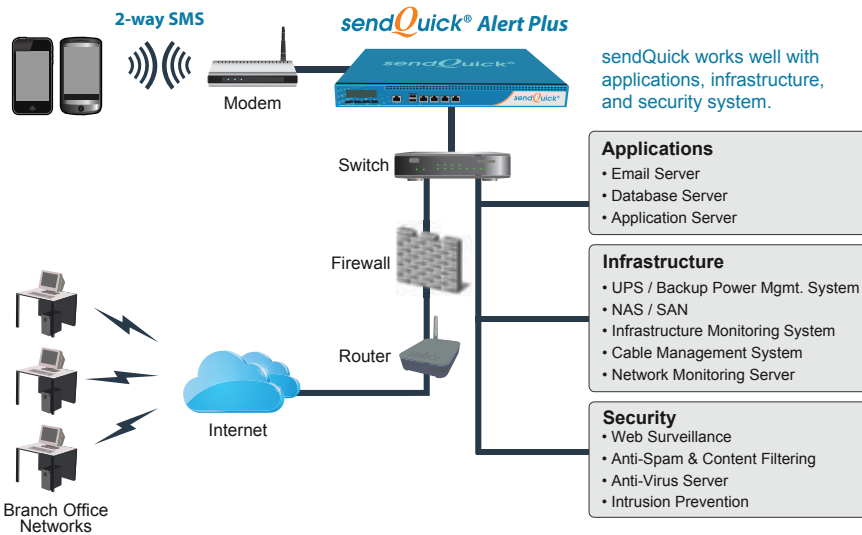 2-way SMS
sendQuick® Alert Plus
sendQuick®
sendQuick®
Modem
sendQuick works well with
applications, infrastructure,
and security system.
Switch
Applications
• Email Server
• Database Server
• Application Server
Firewall
Infrastructure
• UPS / Backup Power Mgmt. System
• NAS / SAN
• Infrastructure Monitoring System
• Cable Management System
• Network Monitoring Server
Router
Internet
Security
• Web Surveillance
• Anti-Spam & Content Filtering
• Anti-Virus Server
• Intrusion Prevention
Branch Office
Networks